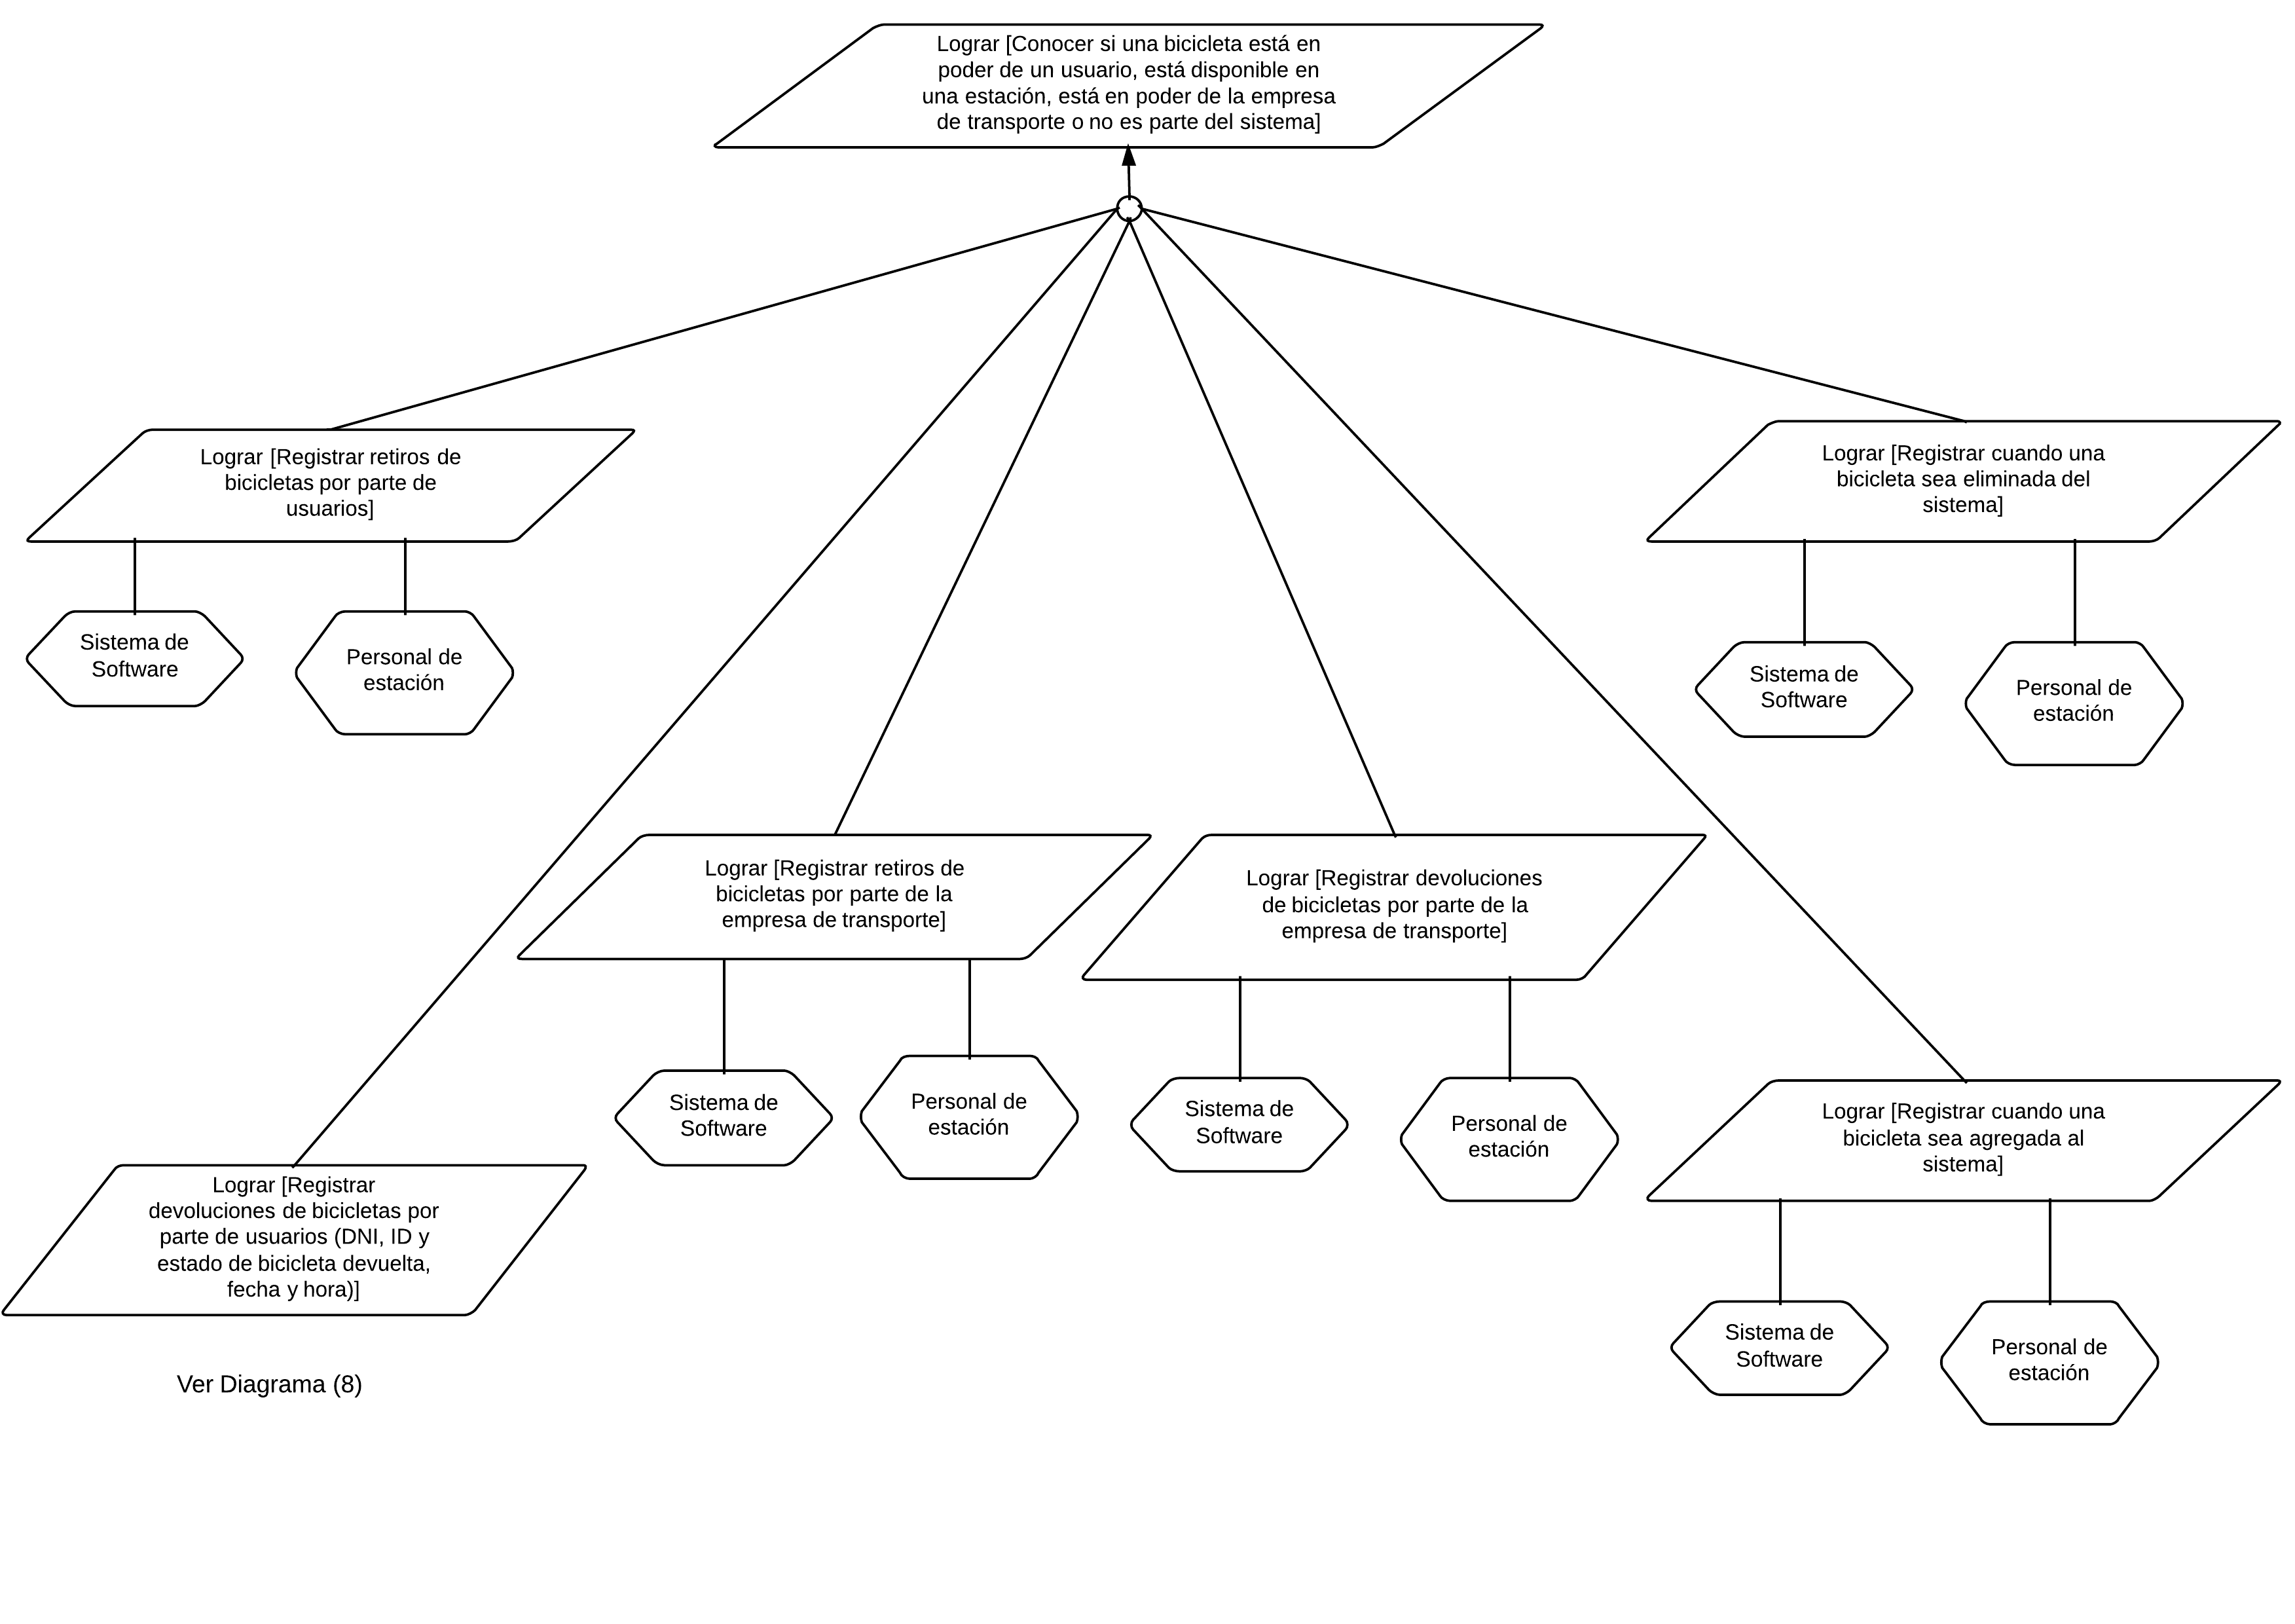 Lograr [Conocer si una bicicleta está en
poder de un usuario, está disponible en
una estación, está en poder de la empresa
de transporte o no es parte del sistema]
Lograr [Registrar retiros de
bicicletas por parte de
usuarios]
Sistema de
Software
Personal de
estación
Lograr [Registrar cuando una
bicicleta sea eliminada del
sistema]
Sistema de
Software
Personal de
estación
Lograr [Registrar retiros de
bicicletas por parte de la
empresa de transporte]
Sistema de
Software
Personal de
estación
Lograr [Registrar devoluciones
de bicicletas por parte de la
empresa de transporte]
Sistema de
Software
Personal de
estación
Lograr [Registrar
devoluciones de bicicletas por
parte de usuarios (DNI, ID y
estado de bicicleta devuelta,
fecha y hora)]
Ver Diagrama (8)
Lograr [Registrar cuando una
bicicleta sea agregada al
sistema]
Sistema de
Software
Personal de
estación